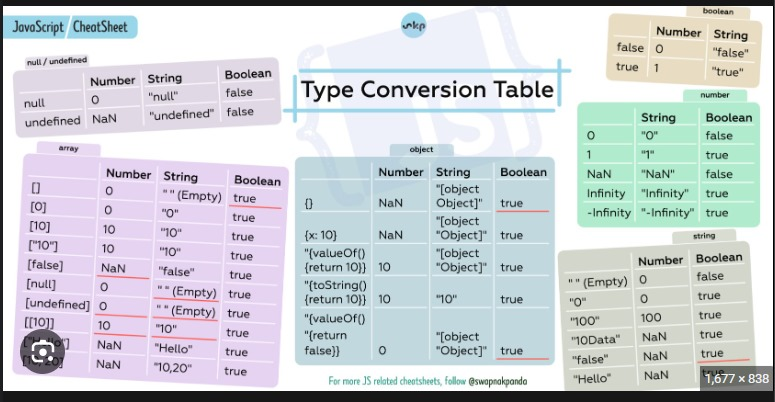 JavaScript/CheatSheet
skp
Type Conversion Table
null / undefined
Number String Boolean
null 0 "null" false
undefined NaN "undefined" false
boolean
Number String
false 0 "false"
true 1 "true"
number
String Boolean
0 "0" false
1 "1" true
NaN "NaN" false
Infinity "Infinity" true
-Infinity "-Infinity" true
array
Number String Boolean
[] 0 " " (Empty) true
[0] 0 "0" true
[10] 10 "10" true
["10"] 10 "10" true
[false] NaN "false" true
[null] 0 " " (Empty) true
[undefined] 0 " " (Empty) true
[[10]] 10 "10" true
["Hello"] NaN "Hello" true
[10,20] NaN "10,20" true
object
Number String Boolean
{} NaN "[object Object]" true
{x: 10} NaN "[object "Object]" true
"{valueOf() {return 10}} 10 "[object "Object]" true
"{toString() {return 10}} 10 "10" true
"{valueOf() "{return false}} 0 "[object "Object]" true
string
Number Boolean
" " (Empty) 0 false
"0" 0 true
"100" 100 true
"10Data" NaN true
"false" NaN true
"Hello" NaN
For more JS related cheatsheets, follow @swapnakpanda
1,677 × 838